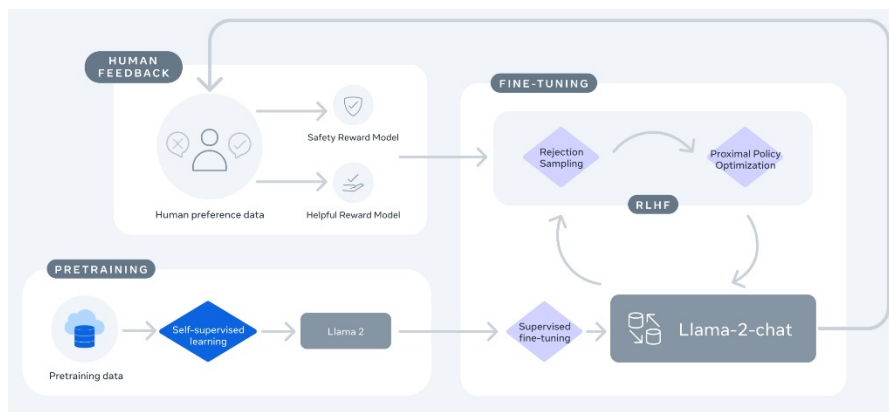 HUMAN
FEEDBACK
Safety Reward Model
Human preference data
Helpful Reward Model
FINE-TUNING
Rejection
Sampling
Proximal Policy
Optimization
RLHF
PRETRAINING
Pretraining data
Self-supervised
learning
Llama 2
Supervised
fine-tuning
Llama-2-chat